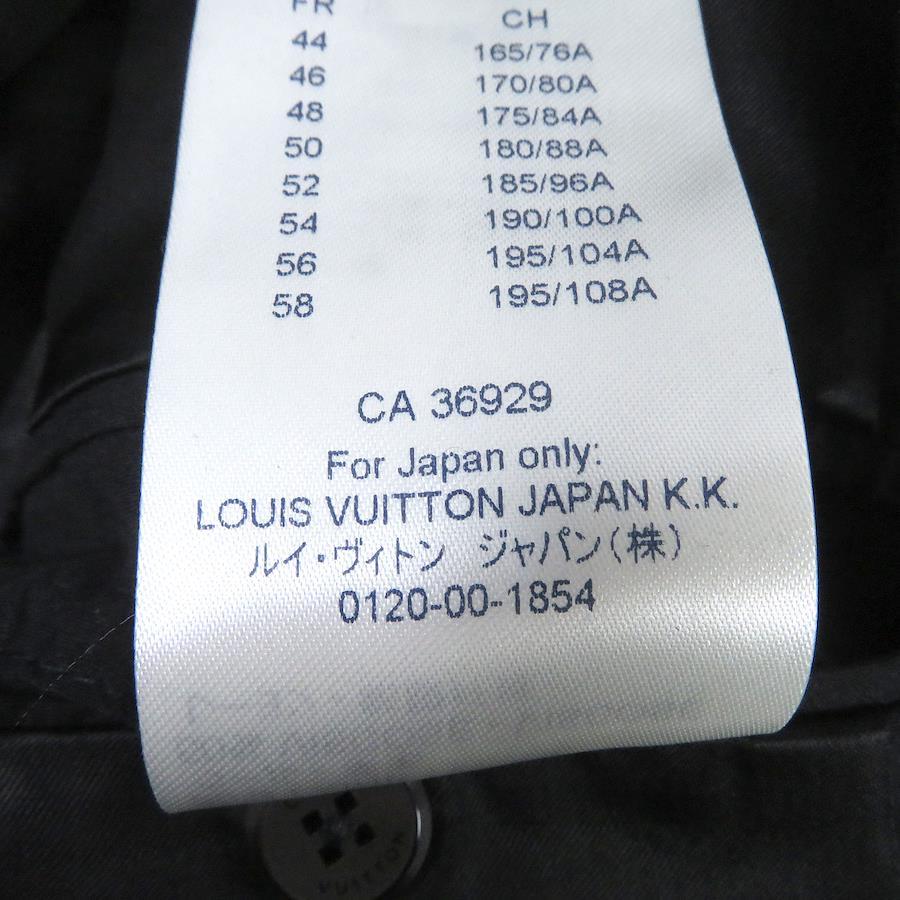 FR CH
44 165/76A
46 170/80A
48 175/84A
50 180/88A
52 185/96A
54 190/100A
56 195/104A
58 195/108A
CA 36929
For Japan only:
LOUIS VUITTON JAPAN K.K.
ルイ・ヴィトン ジャパン(株)
0120-00-1854
VUITTON